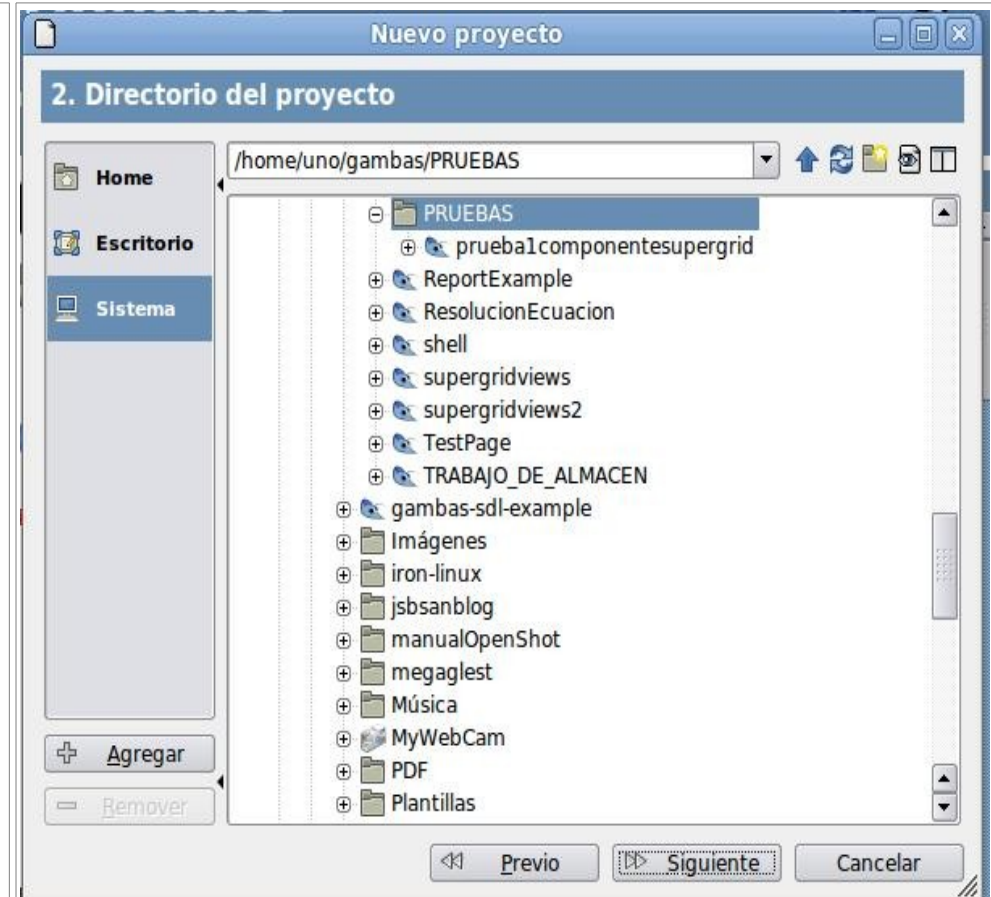 Nuevo proyecto
2. Directorio del proyecto
Home
Escritorio
Sistema
/home/uno/gambas/PRUEBAS
PRUEBAS
prueba1componentesupergrid
ReportExample
ResolucionEcuacion
shell
supergridviews
supergridviews2
TestPage
TRABAJO_DE_ALMACEN
gambas-sdl-example
Imágenes
iron-linux
jsbsanblog
manualOpenShot
megaglest
Música
MyWebCam
PDF
Plantillas
Agregar
Remover
Previo
Siguiente
Cancelar